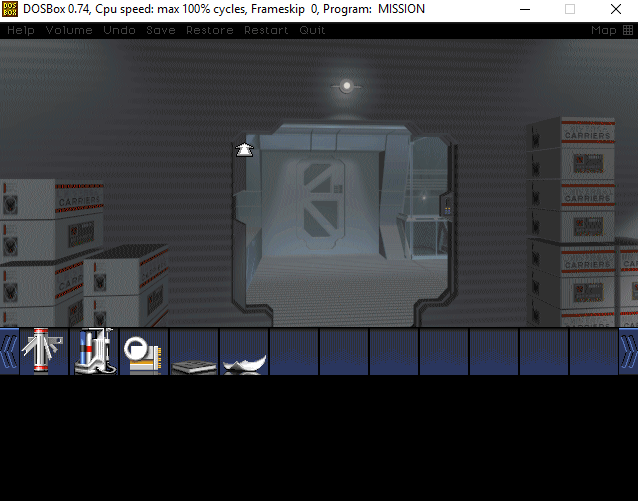 DOSBox 0.74, Cpu speed: max 100% cycles, Frameskip 0, Program: MISSION
Help Volume Undo Save Restore Restart Quit Map
CARRIERS
CARRIERS
CARRIERS
CARRIERS
CARRIERS